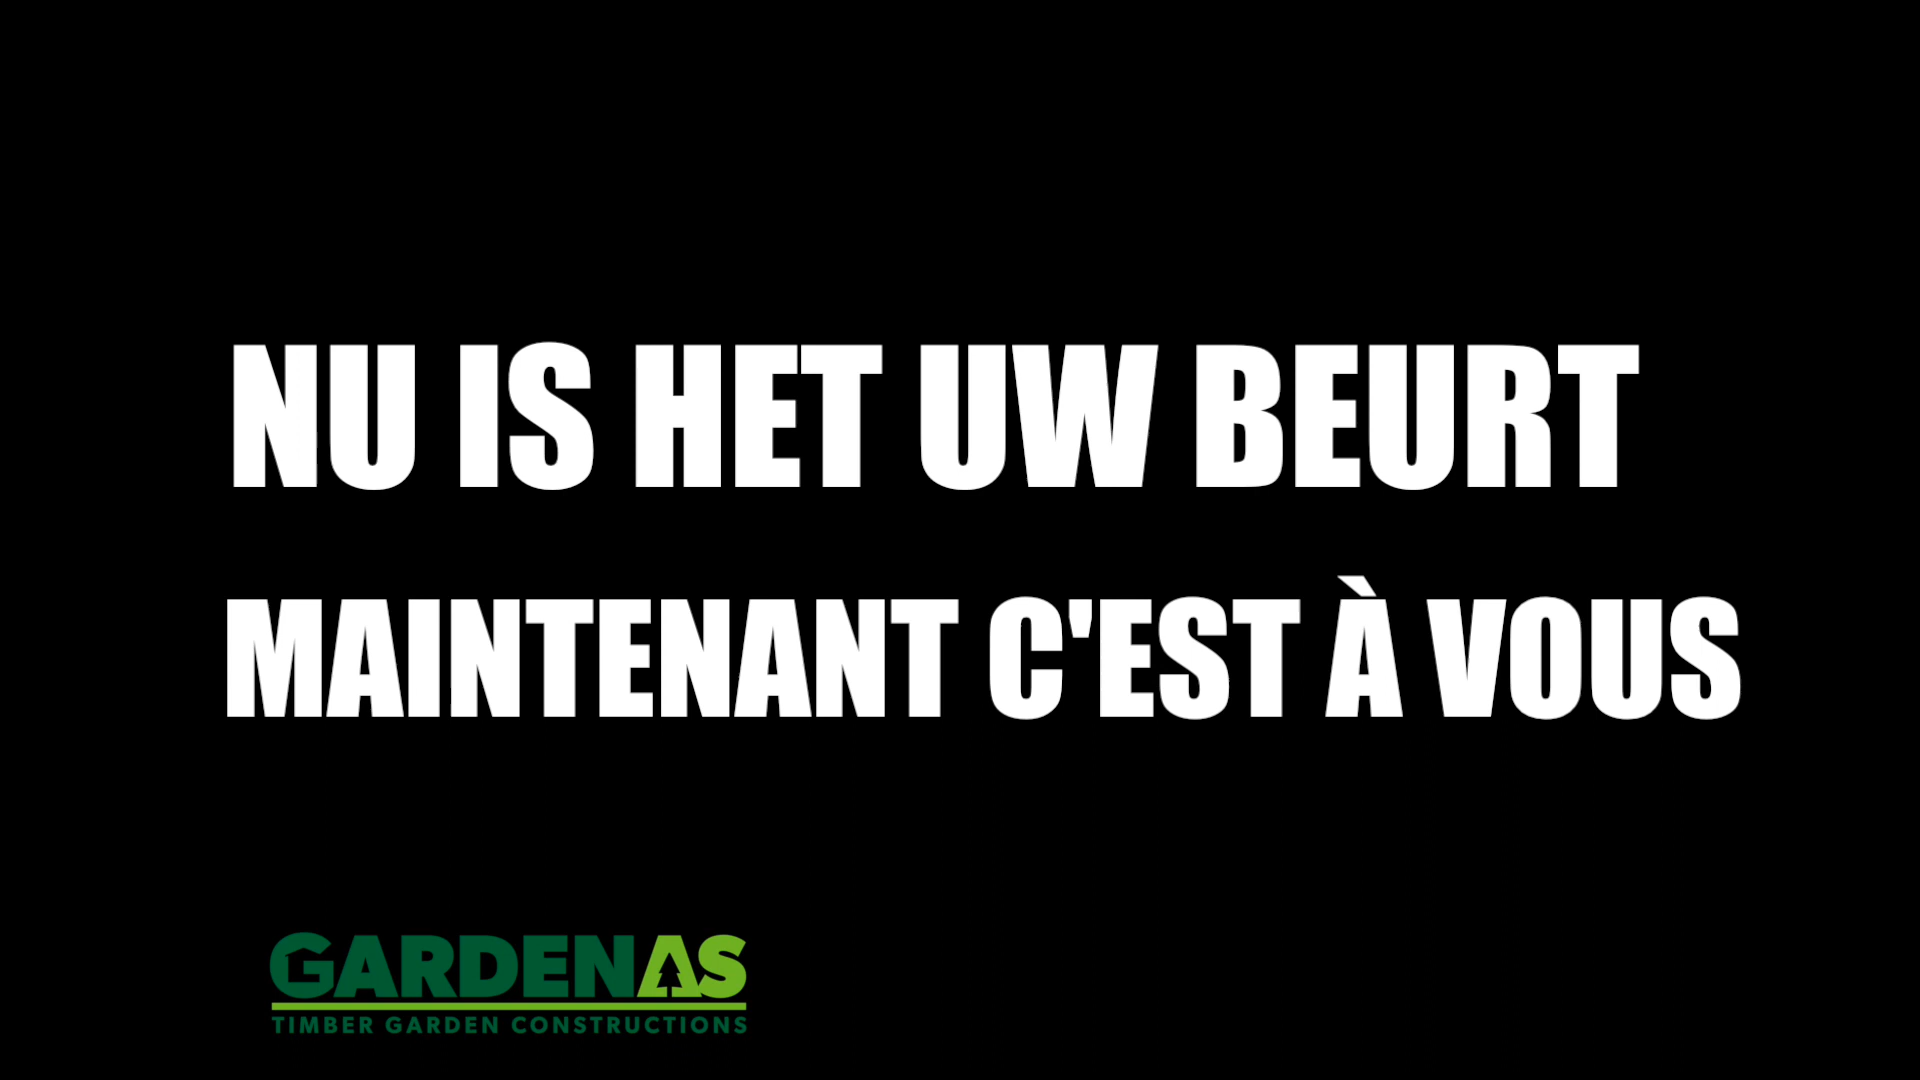 NU IS HET UW BEURT
MAINTENANT C'EST À VOUS
GARDENAS
TIMBER GARDEN CONSTRUCTIONS